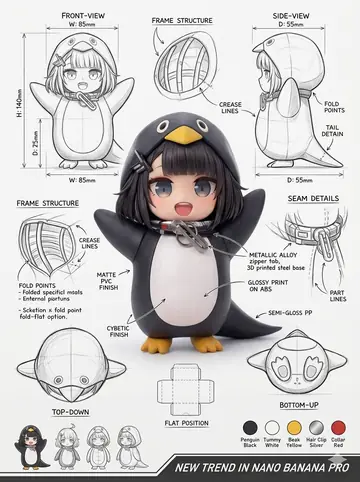 FRONT-VIEW
W: 85mm
H: 140mm
D: 25mm
W: 85mm
FRAME STRUCTURE
CREASE LINES
SIDE-VIEW
D: 55mm
FOLD POINTS
TAIL DETAIL
D: 55mm
FRAME STRUCTURE
CREASE LINES
FOLD POINTS
- Folded specificl msals
- Enternal portuns
- Scketion x fold point
fold-flat option.
MATTE
PVC
FINISH
CYBETIC
FINISH
SEAM DETAILS
PART
LINES
METALLIC ALLOY
zipper tab,
3D printed steel base
GLOSSY PRINT
ON ABS
SEMI-GLOSS PP
TOP-DOWN
FLAT POSITION
BOTTOM-UP
Penguin
Black
Tummy
White
Beak
Yellow
Hair Clip
Silver
Collar
Red
NEW TREND IN NANO BANANA PRO